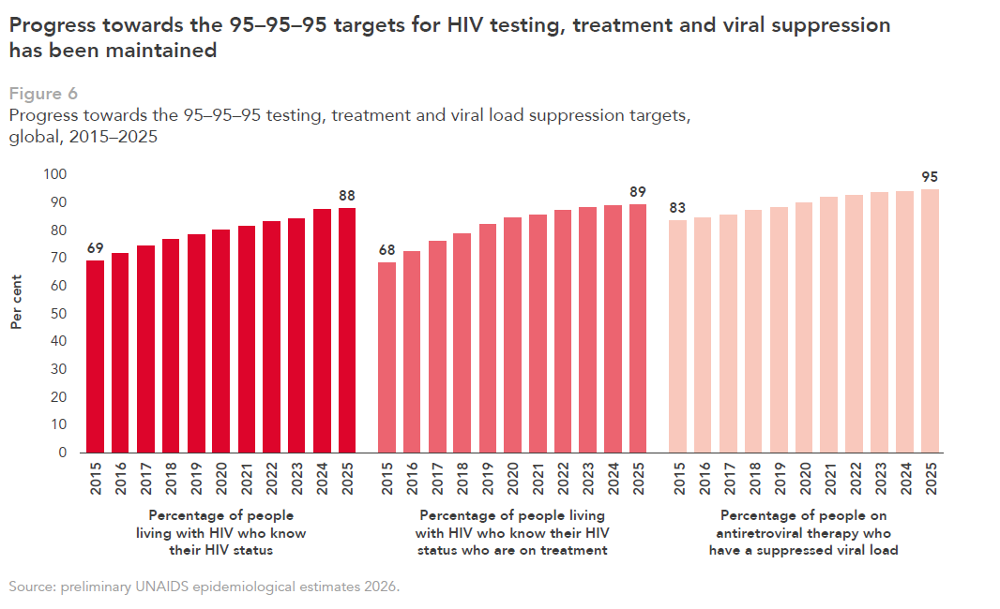 Progress towards the 95–95–95 targets for HIV testing, treatment and viral suppression
has been maintained
Figure 6
Progress towards the 95–95–95 testing, treatment and viral load suppression targets,
global, 2015–2025
Per cent
100
90
80
70
60
50
40
30
20
10
0
69
88
68
89
83
95
2015 2016 2017 2018 2019 2020 2021 2022 2023 2024 2025
2015 2016 2017 2018 2019 2020 2021 2022 2023 2024 2025
2015 2016 2017 2018 2019 2020 2021 2022 2023 2024 2025
Percentage of people
living with HIV who know
their HIV status
Percentage of people living
with HIV who know their HIV
status who are on treatment
Percentage of people on
antiretroviral therapy who
have a suppressed viral load
Source: preliminary UNAIDS epidemiological estimates 2026.